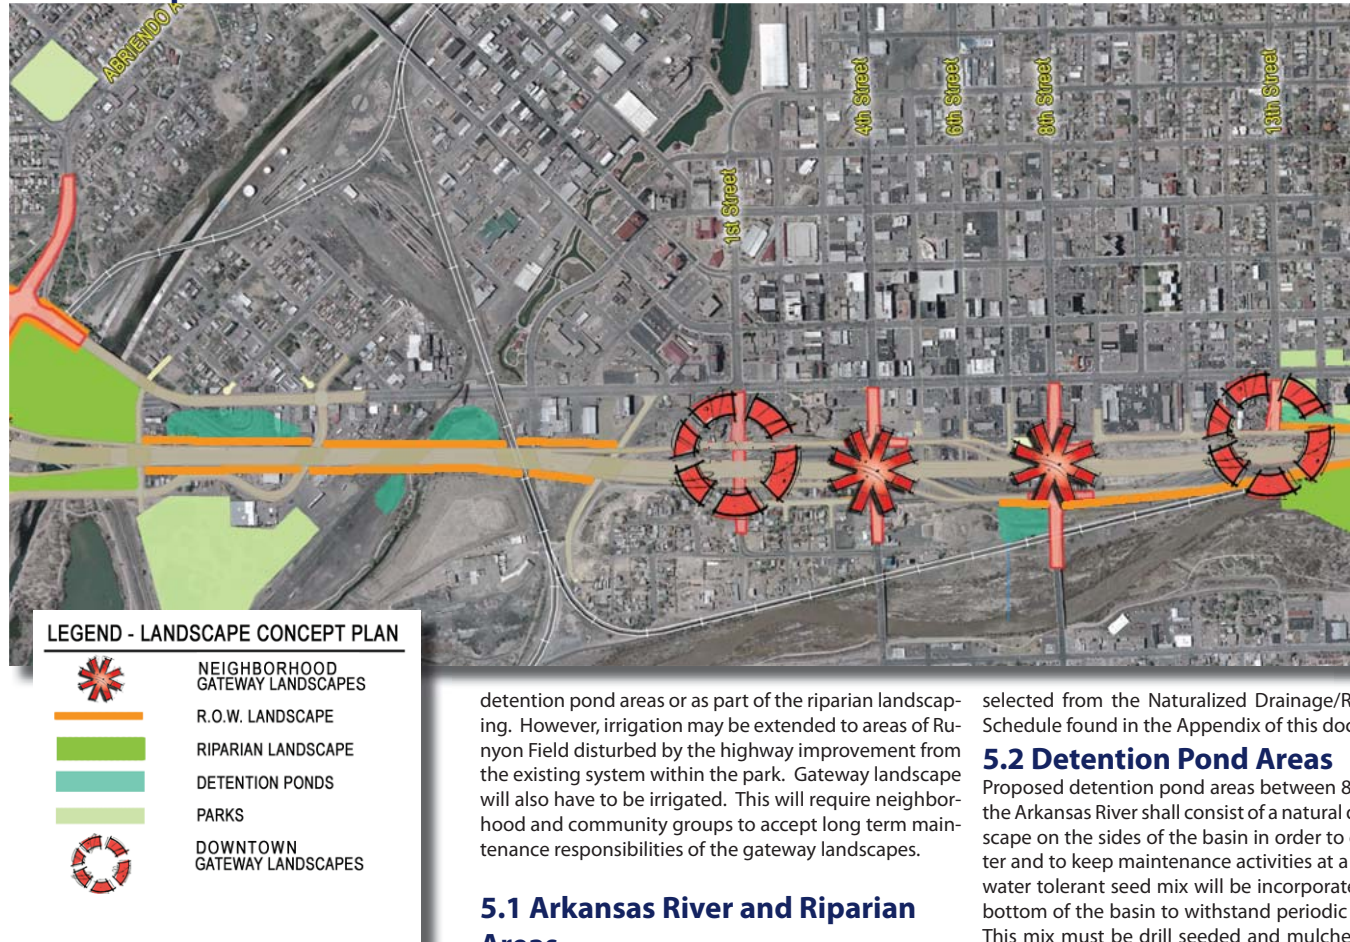 ABRIENDO A
1st Street
4th Street
6th Street
8th Street
13th Street
LEGEND - LANDSCAPE CONCEPT PLAN
NEIGHBORHOOD
GATEWAY LANDSCAPES
R.O.W. LANDSCAPE
RIPARIAN LANDSCAPE
DETENTION PONDS
PARKS
DOWNTOWN
GATEWAY LANDSCAPES
detention pond areas or as part of the riparian landscap-
ing. However, irrigation may be extended to areas of Ru-
nyon Field disturbed by the highway improvement from
the existing system within the park. Gateway landscape
will also have to be irrigated. This will require neighbor-
hood and community groups to accept long term main-
tenance responsibilities of the gateway landscapes.
5.1 Arkansas River and Riparian
Areas
selected from the Naturalized Drainage/R
Schedule found in the Appendix of this doc
5.2 Detention Pond Areas
Proposed detention pond areas between 8
the Arkansas River shall consist of a natural
scape on the sides of the basin in order to
ter and to keep maintenance activities at a
water tolerant seed mix will be incorporate
bottom of the basin to withstand periodic
This mix must be drill seeded and mulche